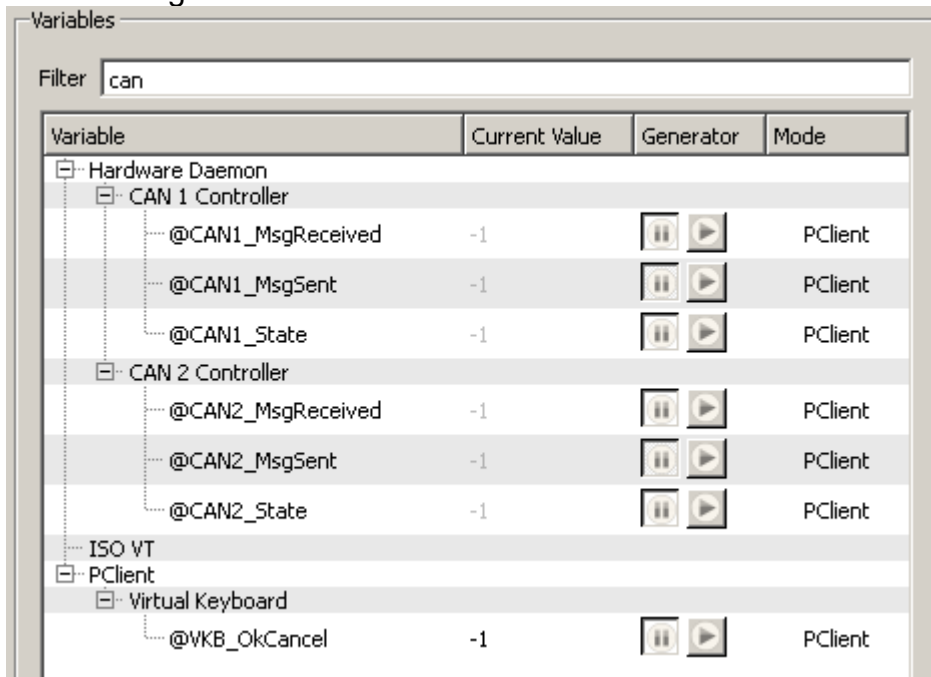 Variables
Filter can
Variable Current Value Generator Mode
Hardware Daemon
CAN 1 Controller
@CAN1_MsgReceived -1 PClient
@CAN1_MsgSent -1 PClient
@CAN1_State -1 PClient
CAN 2 Controller
@CAN2_MsgReceived -1 PClient
@CAN2_MsgSent -1 PClient
@CAN2_State -1 PClient
ISO VT
PClient
Virtual Keyboard
@VKB_OkCancel -1 PClient